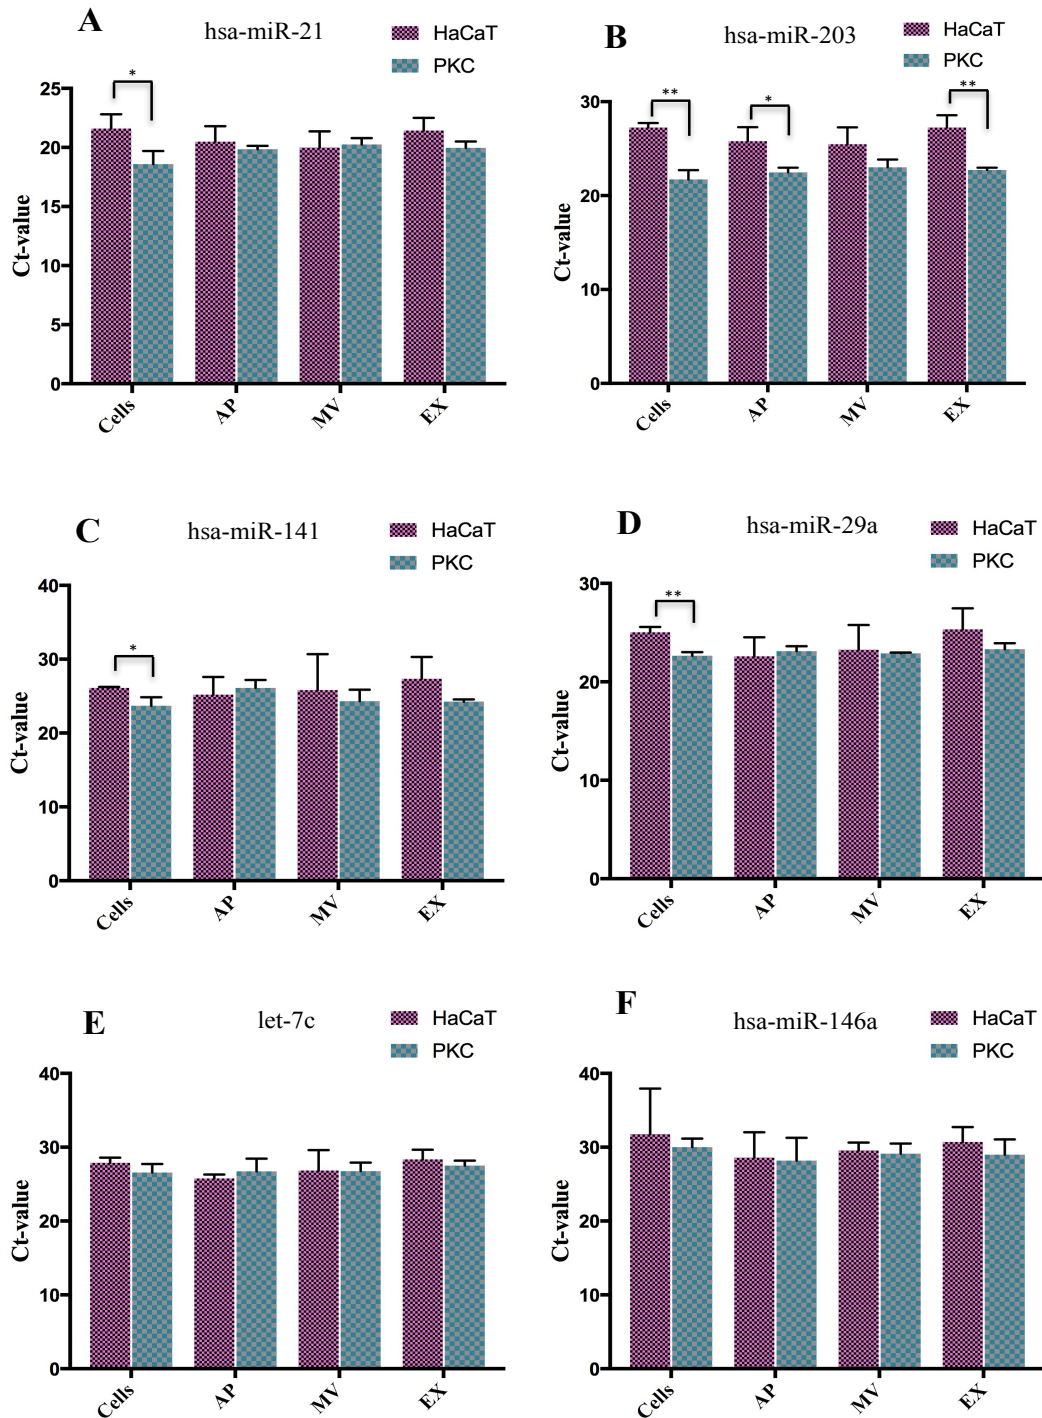 A
hsa-miR-21
HaCaT
PKC
*
25
20
15
10
5
0
Ct-value
Cells
AP
MV
EX
B
hsa-miR-203
HaCaT
PKC
**
*
**
30
20
10
0
Ct-value
Cells
AP
MV
EX
C
hsa-miR-141
HaCaT
PKC
*
40
30
20
10
0
Ct-value
Cells
AP
MV
EX
D
hsa-miR-29a
HaCaT
PKC
**
30
20
10
0
Ct-value
Cells
AP
MV
EX
E
let-7c
HaCaT
PKC
40
30
20
10
0
Ct-value
Cells
AP
MV
EX
F
hsa-miR-146a
HaCaT
PKC
40
30
20
10
0
Ct-value
Cells
AP
MV
EX